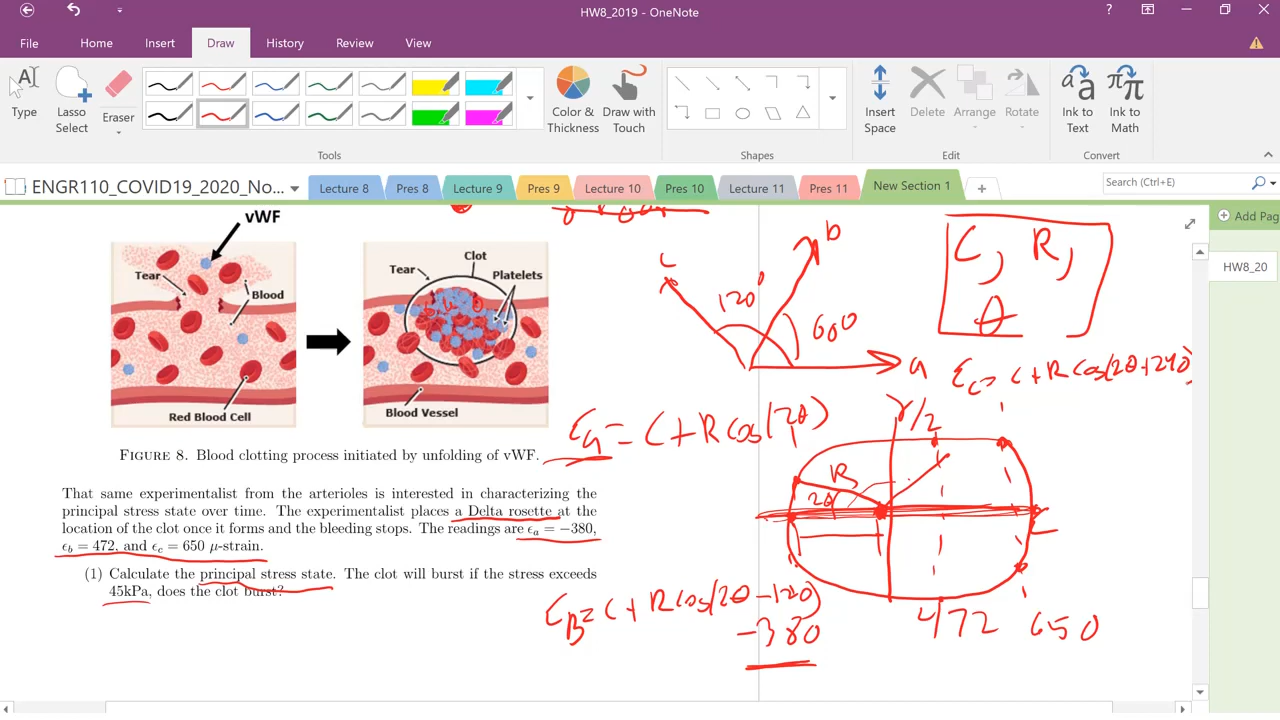 HW8_2019 - OneNote
?
File Home Insert Draw History Review View
Type
Lasso Select
Eraser
Color & Thickness
Draw with Touch
Insert Space
Delete
Arrange
Rotate
Ink to Text
Ink to Math
Tools
Shapes
Edit
Convert
ENGR110_COVID19_2020_No...
Lecture 8 Pres 8 Lecture 9 Pres 9 Lecture 10 Pres 10 Lecture 11 Pres 11 New Section 1
Search (Ctrl+E)
Add Pag
HW8_20
vWF
Tear
Blood
Red Blood Cell
Clot
Tear
Platelets
Blood Vessel
FIGURE 8. Blood clotting process initiated by unfolding of vWF.
That same experimentalist from the arterioles is interested in characterizing the
principal stress state over time. The experimentalist places a Delta rosette at the
location of the clot once it forms and the bleeding stops. The readings are ϵa = −380,
ϵb = 472, and ϵc = 650 μ-strain.
(1) Calculate the principal stress state. The clot will burst if the stress exceeds
45kPa, does the clot burst?
c
b
120°
60°
a
C, R,
θ
εc = C + R Cos(2θ+240)
εa = C + R Cos(2θ)
γ/2
R
2θ
ε
εB = C + R Cos(2θ − 120)
−380
472
650